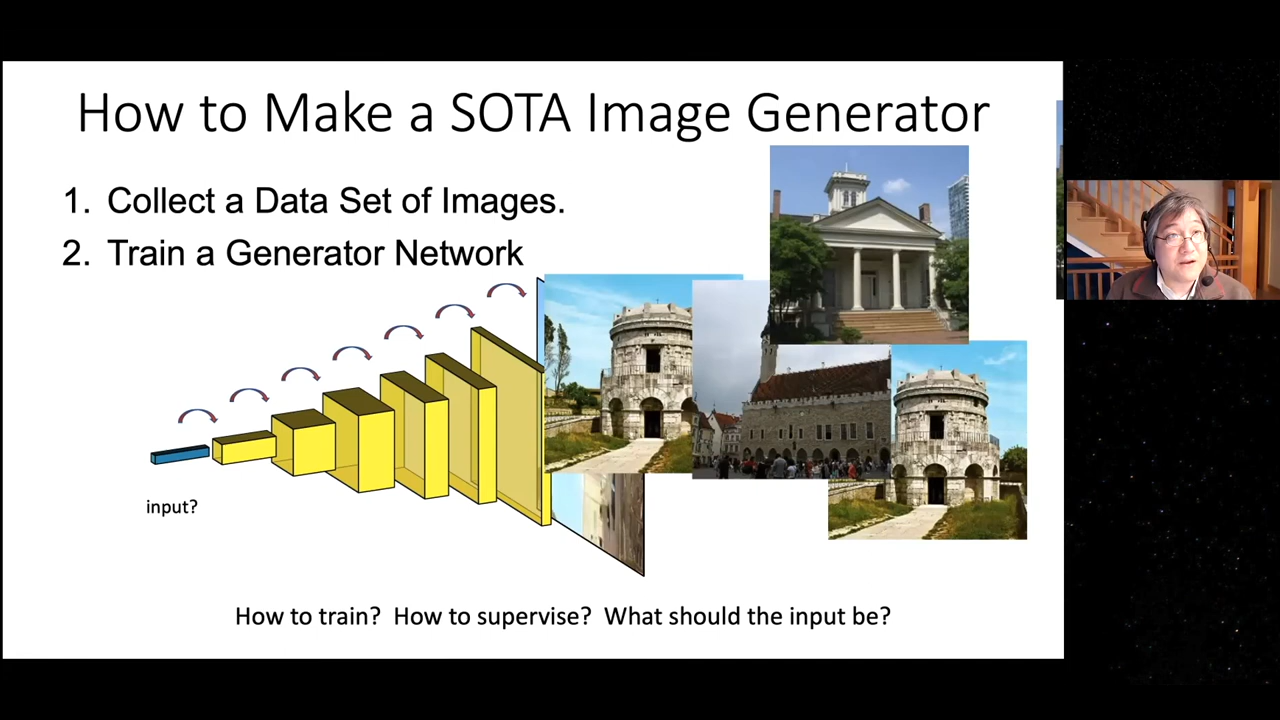 How to Make a SOTA Image Generator
1. Collect a Data Set of Images.
2. Train a Generator Network
input?
How to train? How to supervise? What should the input be?